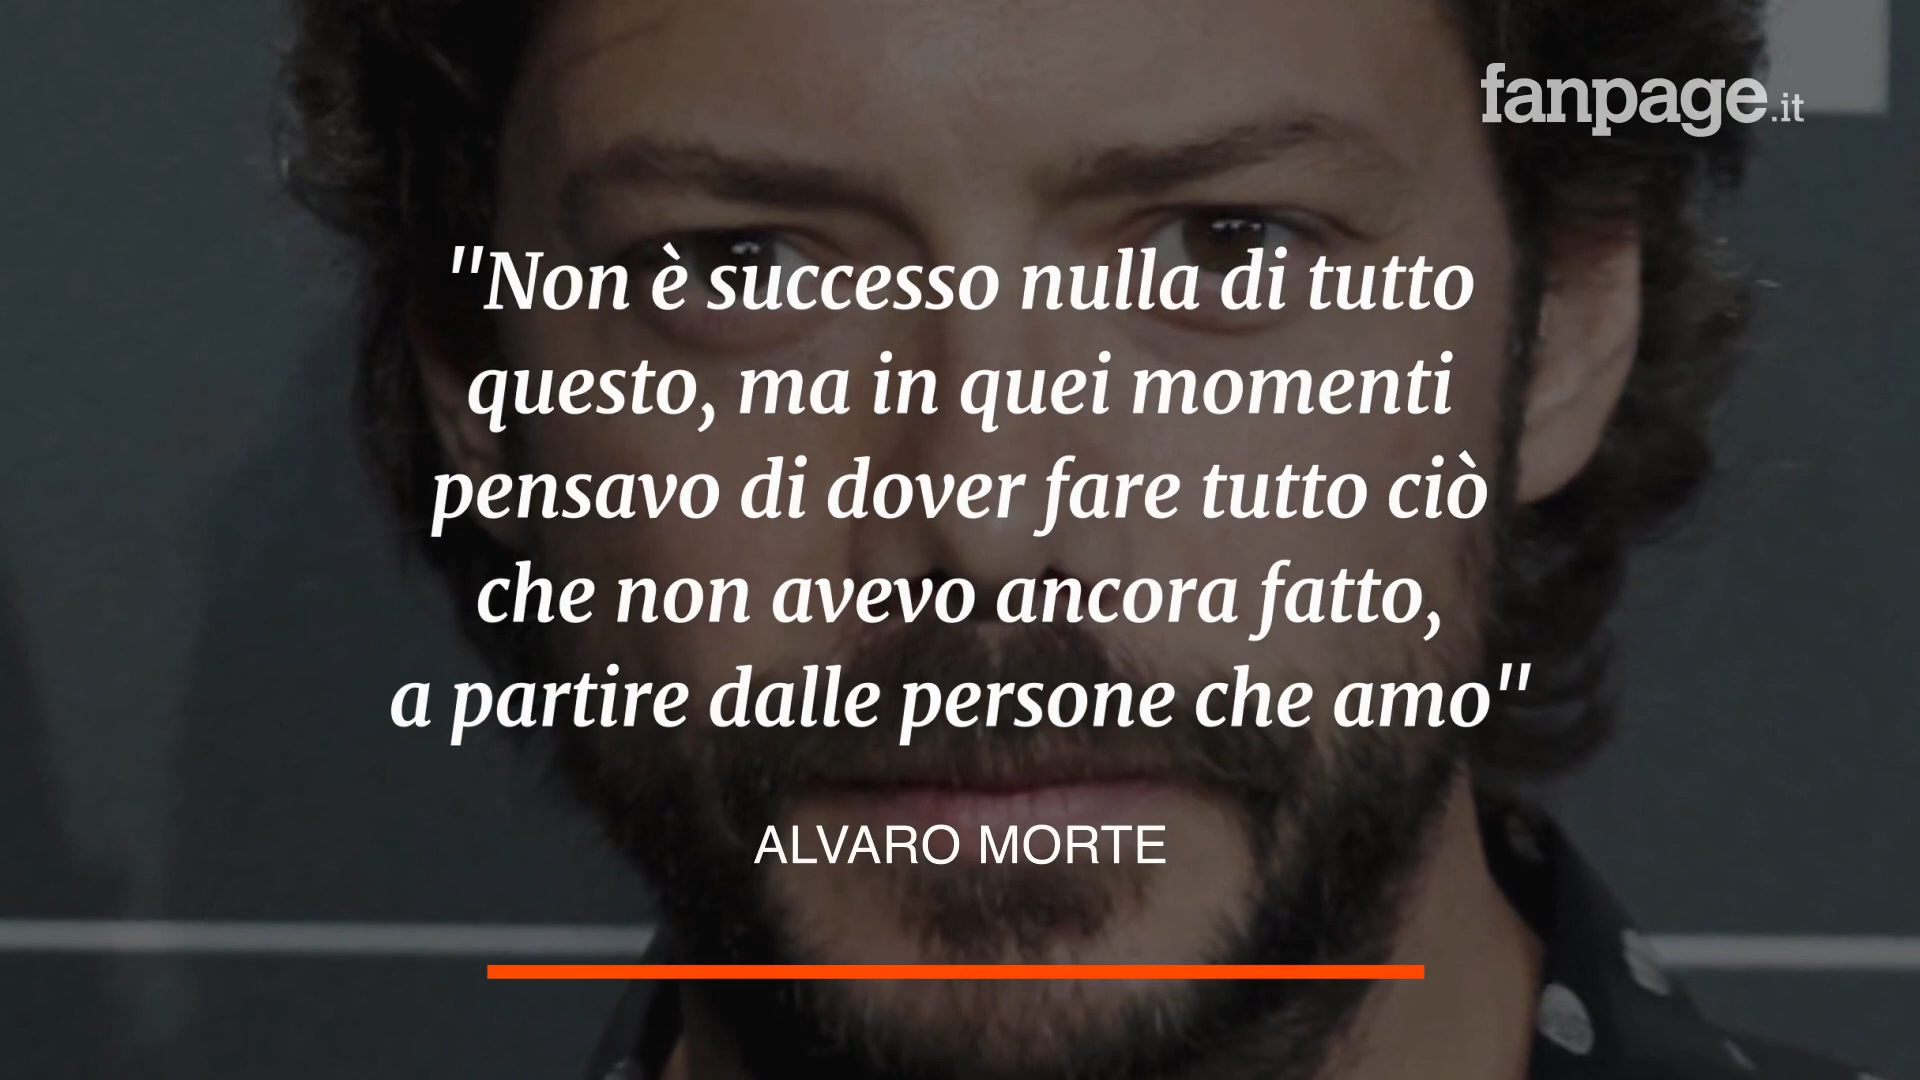 fanpage.it
"Non è successo nulla di tutto
questo, ma in quei momenti
pensavo di dover fare tutto ciò
che non avevo ancora fatto,
a partire dalle persone che amo"
ALVARO MORTE